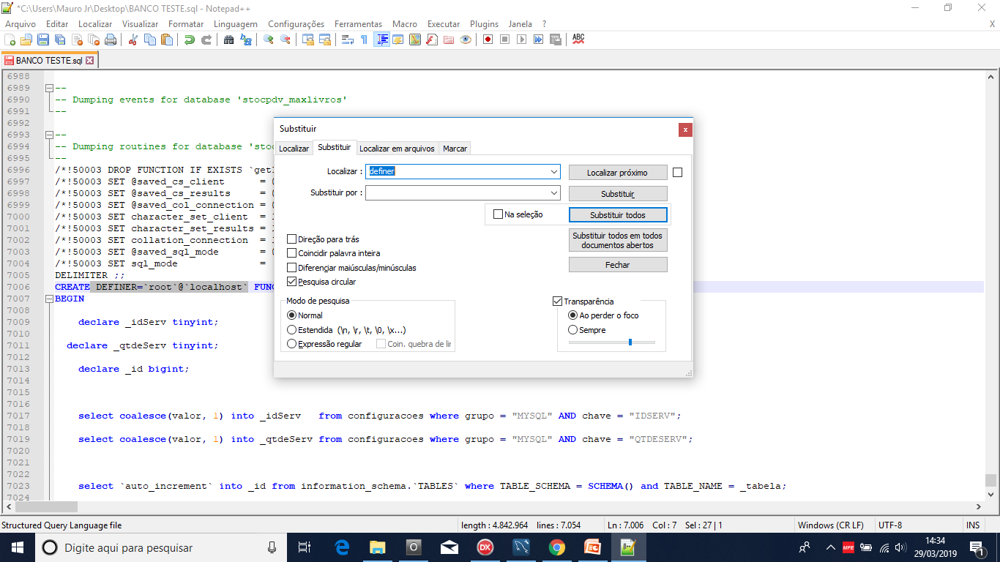 *C:\Users\Mauro Jr\Desktop\BANCO TESTE.sql - Notepad++
Arquivo Editar Localizar Visualizar Formatar Linguagem Configurações Ferramentas Macro Executar Plugins Janela ? X
BANCO TESTE.sql
6988
6989 --
6990 -- Dumping events for database 'stocpdv_maxlivros'
6991 --
6992
6993 --
6994 -- Dumping routines for database 'stoc
6995 --
6996 /*!50003 DROP FUNCTION IF EXISTS `get
6997 /*!50003 SET @saved_cs_client =
6998 /*!50003 SET @saved_cs_results =
6999 /*!50003 SET @saved_col_connection =
7000 /*!50003 SET character_set_client =
7001 /*!50003 SET character_set_results =
7002 /*!50003 SET collation_connection =
7003 /*!50003 SET @saved_sql_mode =
7004 /*!50003 SET sql_mode =
7005 DELIMITER ;;
7006 CREATE DEFINER=`root`@`localhost` FUNC
7007 BEGIN
7008
7009 declare _idServ tinyint;
7010
7011 declare _qtdeServ tinyint;
7012
7013 declare _id bigint;
7014
7015
7016
7017 select coalesce(valor, 1) into _idServ from configuracoes where grupo = "MYSQL" AND chave = "IDSERV";
7018
7019 select coalesce(valor, 1) into _qtdeServ from configuracoes where grupo = "MYSQL" AND chave = "QTDESERV";
7020
7021
7022
7023 select `auto_increment` into _id from information_schema.`TABLES` where TABLE_SCHEMA = SCHEMA() and TABLE_NAME = _tabela;
7024
Substituir
x
Localizar Substituir Localizar em arquivos Marcar
Localizar : definer Localizar próximo
Substituir por : Substituir
Na seleção Substituir todos
Substituir todos em todos
documentos abertos
Fechar
Direção para trás
Coincidir palavra inteira
Diferenciar maiúsculas/minúsculas
Pesquisa circular
Modo de pesquisa
Normal
Estendida (\n, \r, \t, \0, \x...)
Expressão regular Coin. quebra de lir
Transparência
Ao perder o foco
Sempre
Structured Query Language file length : 4.842.964 lines : 7.054 Ln : 7.006 Col : 7 Sel : 27 | 1 Windows (CR LF) UTF-8 INS
Digite aqui para pesquisar
14:34
29/03/2019
1